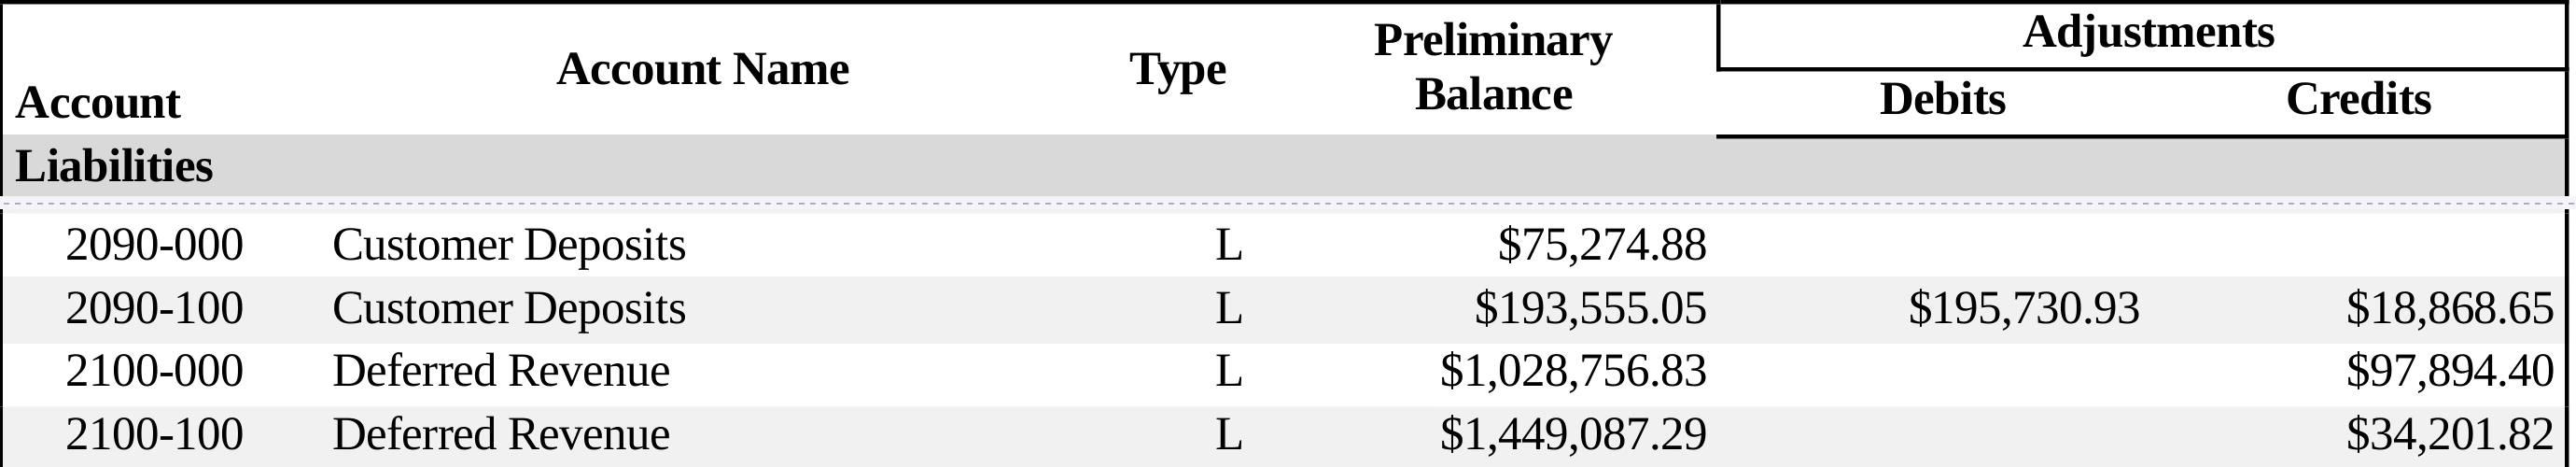 Account Account Name Type Preliminary Balance Adjustments
Debits Credits
Liabilities
2090-000 Customer Deposits L $75,274.88
2090-100 Customer Deposits L $193,555.05 $195,730.93 $18,868.65
2100-000 Deferred Revenue L $1,028,756.83 $97,894.40
2100-100 Deferred Revenue L $1,449,087.29 $34,201.82